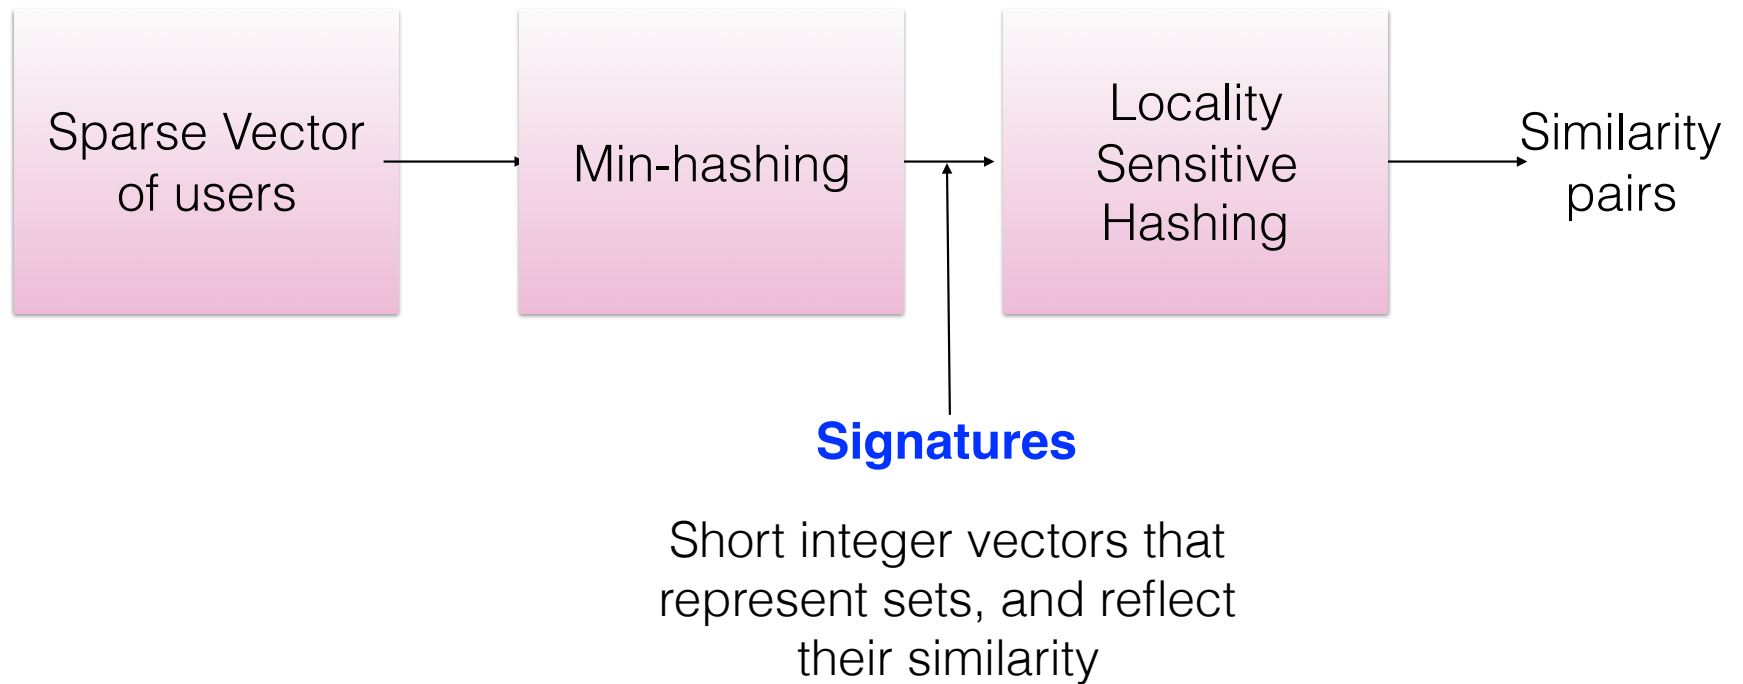 Sparse Vector
of users
Min-hashing
Locality
Sensitive
Hashing
Similarity
pairs
Signatures
Short integer vectors that
represent sets, and reflect
their similarity